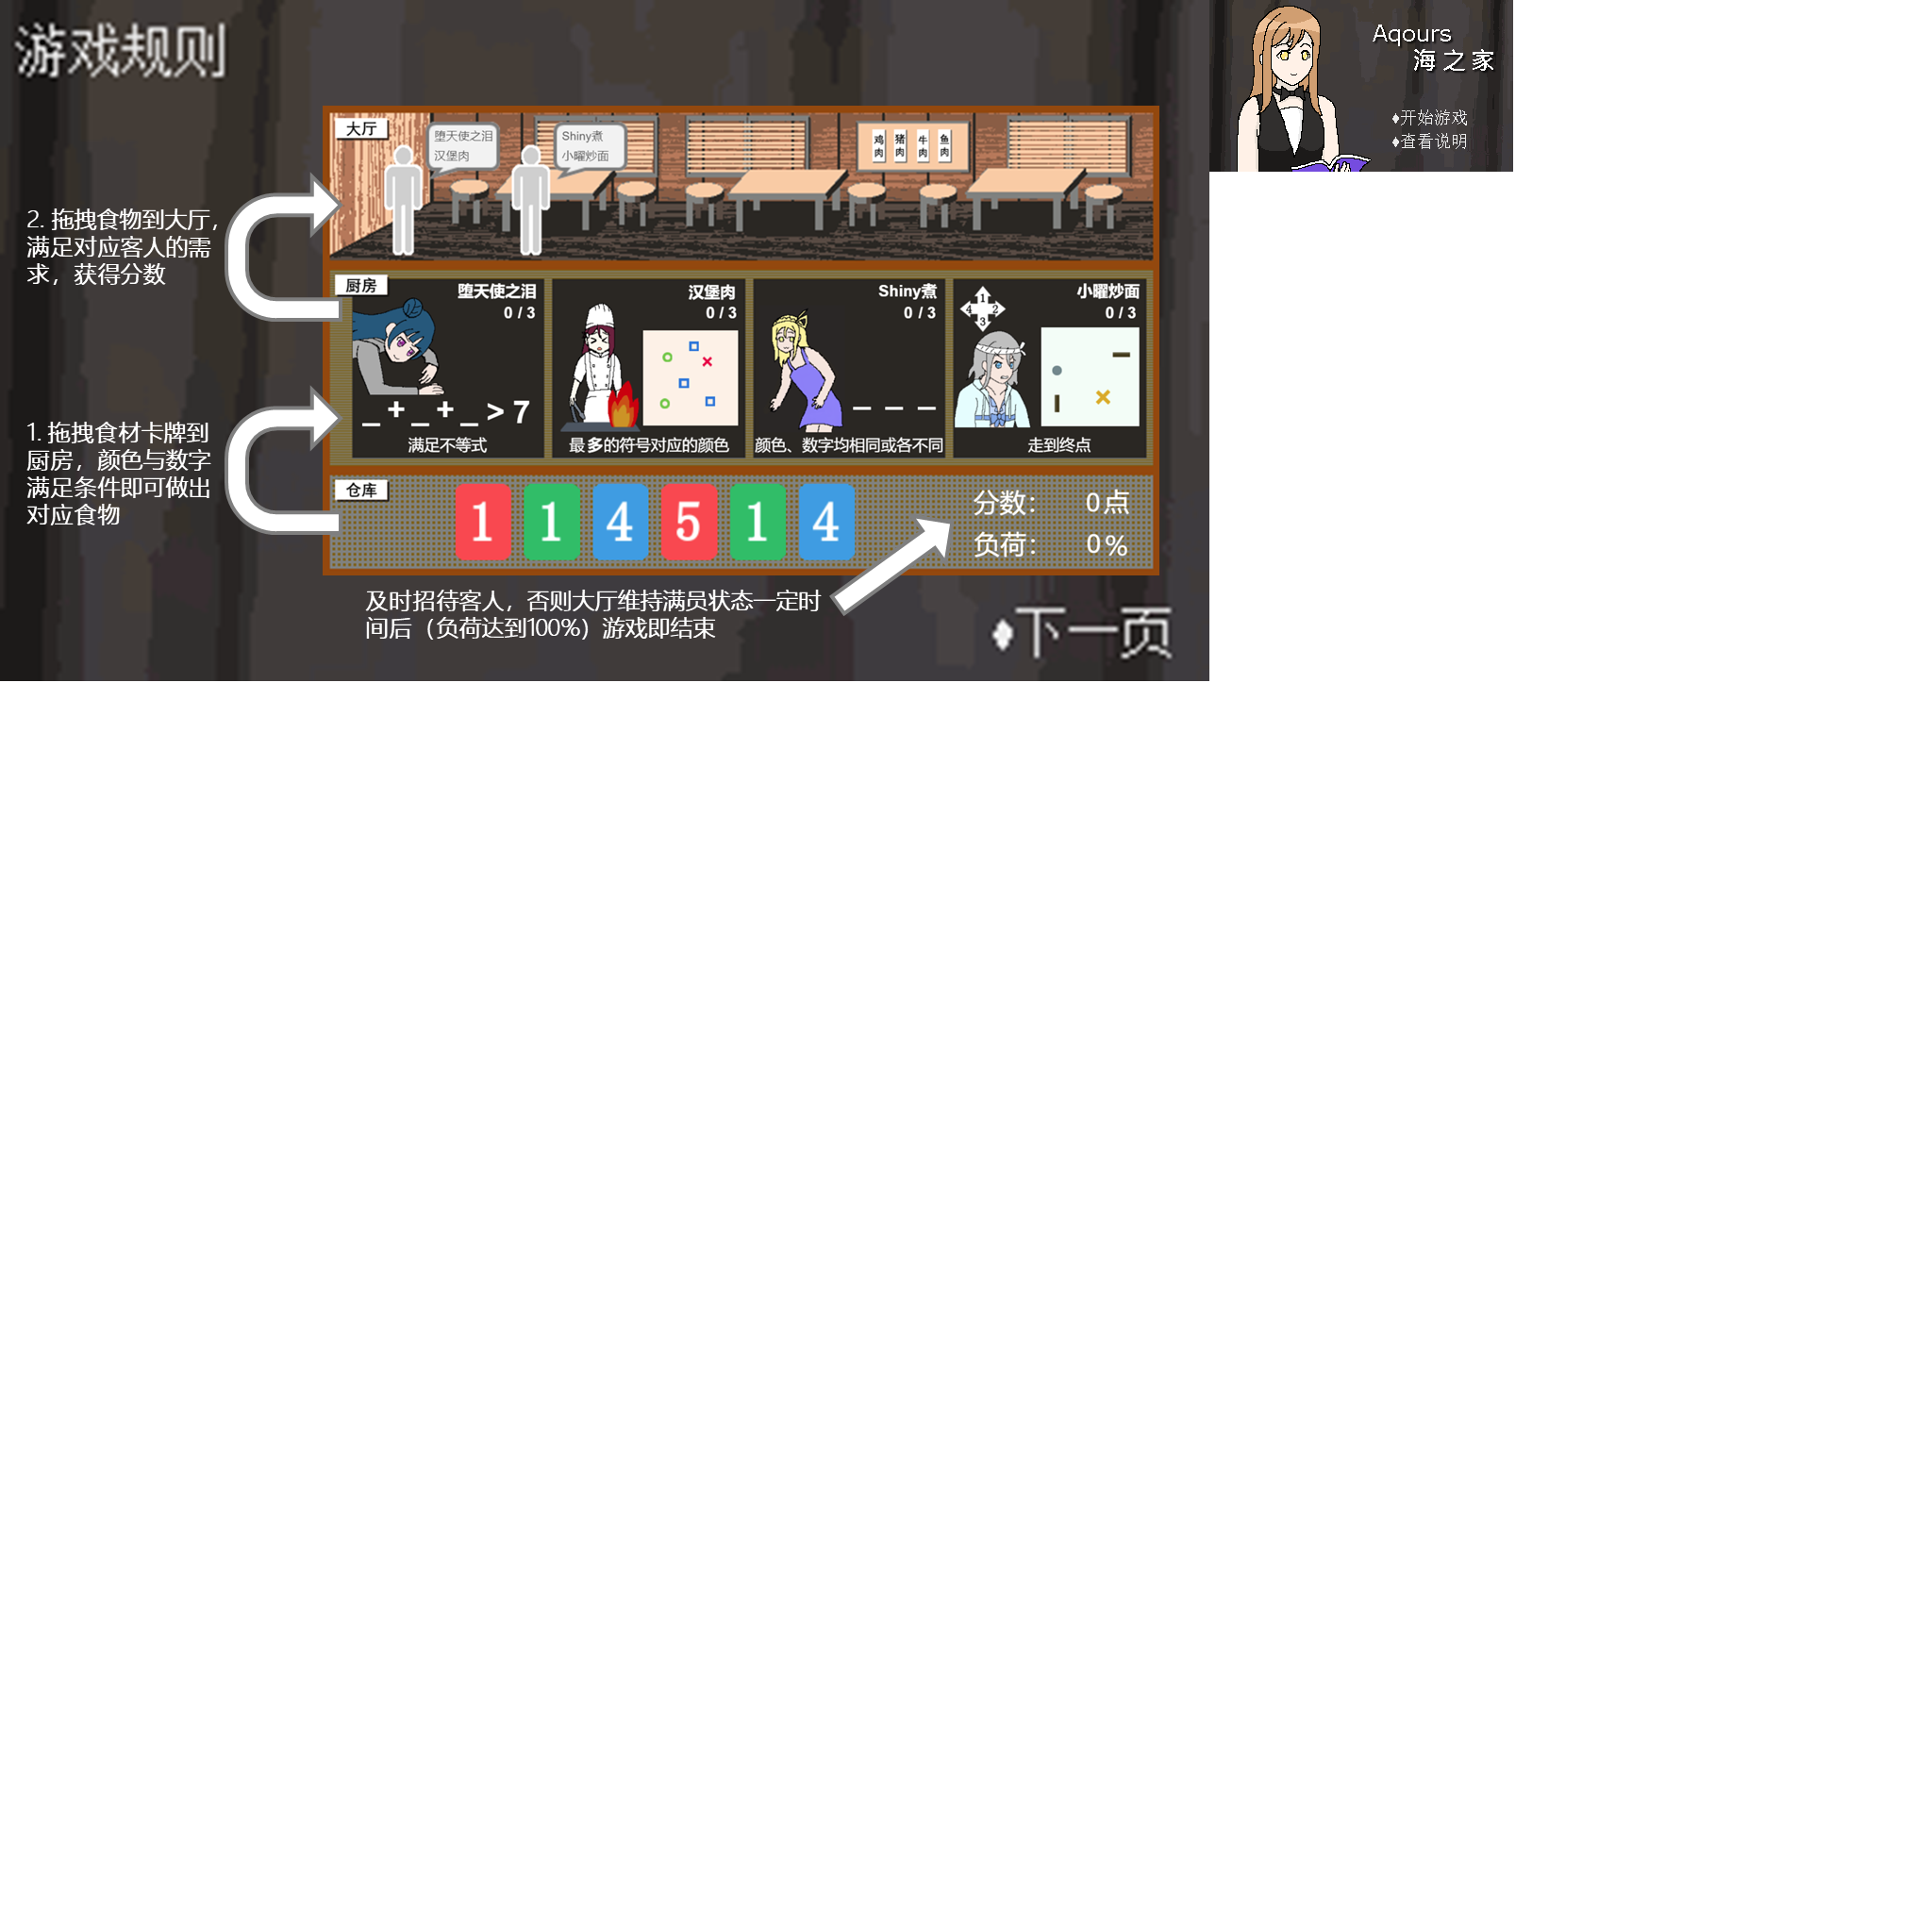 游戏规则
2. 拖拽食物到大厅，
满足对应客人的需
求，获得分数
1. 拖拽食材卡牌到
厨房，颜色与数字
满足条件即可做出
对应食物
大厅
堕天使之泪
汉堡肉
Shiny煮
小曜炒面
鸡肉
猪肉
牛肉
鱼肉
厨房
堕天使之泪
0 / 3
_+_+_> 7
满足不等式
汉堡肉
0 / 3
最多的符号对应的颜色
Shiny煮
0 / 3
_ _ _
颜色、数字均相同或各不同
小曜炒面
0 / 3
1
4 2
3
走到终点
仓库
1 1 4 5 1 4
分数： 0点
负荷： 0%
及时招待客人，否则大厅维持满员状态一定时
间后（负荷达到100%）游戏即结束
♦下一页
Aqours
海之家
♦开始游戏
♦查看说明